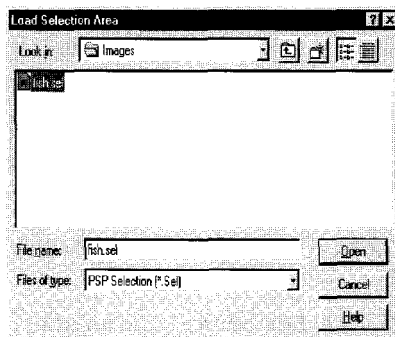 Load Selection Area
Look in: Images
fish.sel
File name: fish.sel
Open
Files of type: PSP Selection (*.Sel)
Cancel
Help